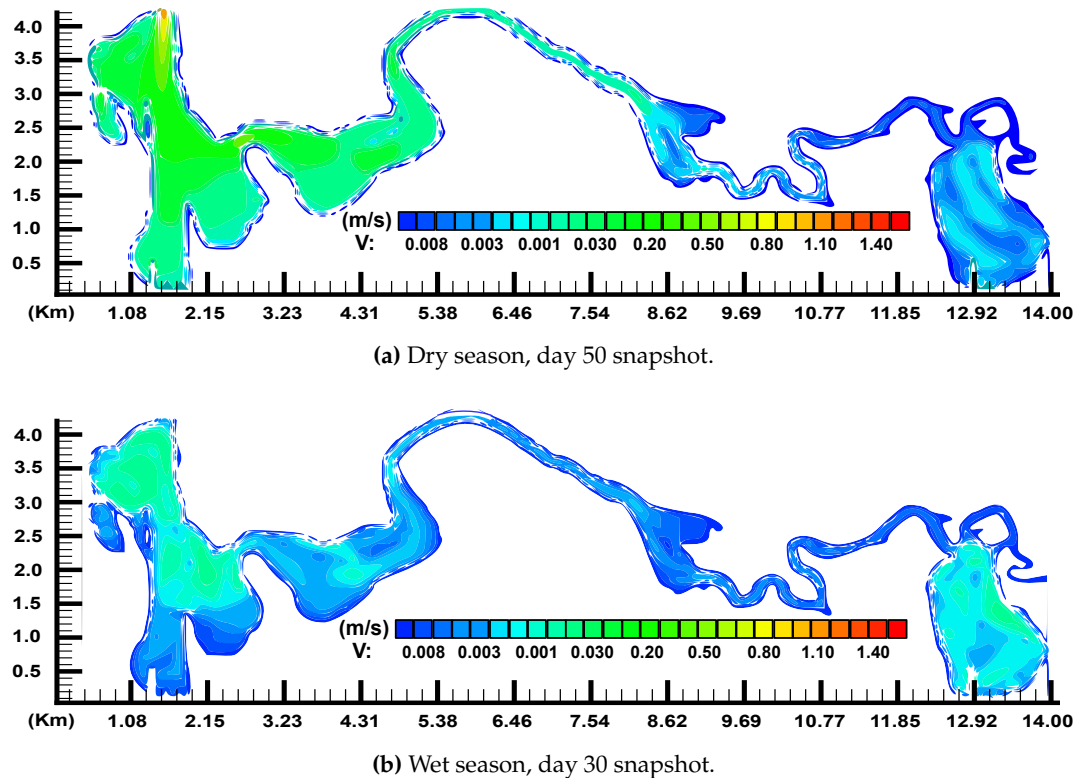 4.0
3.5
3.0
2.5
2.0
1.5
1.0
0.5
(m/s)
V: 0.008 0.003 0.001 0.030 0.20 0.50 0.80 1.10 1.40
(Km) 1.08 2.15 3.23 4.31 5.38 6.46 7.54 8.62 9.69 10.77 11.85 12.92 14.00
(a) Dry season, day 50 snapshot.
4.0
3.5
3.0
2.5
2.0
1.5
1.0
0.5
(m/s)
V: 0.008 0.003 0.001 0.030 0.20 0.50 0.80 1.10 1.40
(Km) 1.08 2.15 3.23 4.31 5.38 6.46 7.54 8.62 9.69 10.77 11.85 12.92 14.00
(b) Wet season, day 30 snapshot.